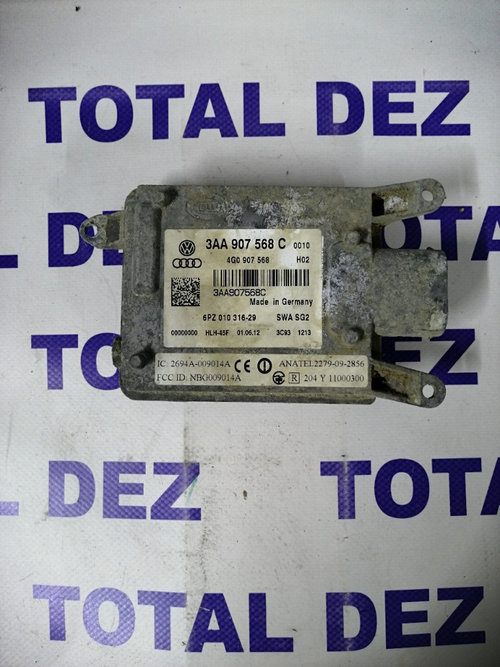 TOTAL DEZ
TOTAL DEZ
3AA 907 568 C 0010
4G0 907 568 H02
3AA907568C
Made in Germany
6PZ 010 316-29 SWA SG2
00000000 HLH-45F 01.06.12 3C93 1213
IC: 2694A-009014A CE ANATEL2279-09-2856
FCC ID: NBG009014A R 204 Y 11000300
TOTAL
AL DEZ
TOTAL
TOTAL DEZ